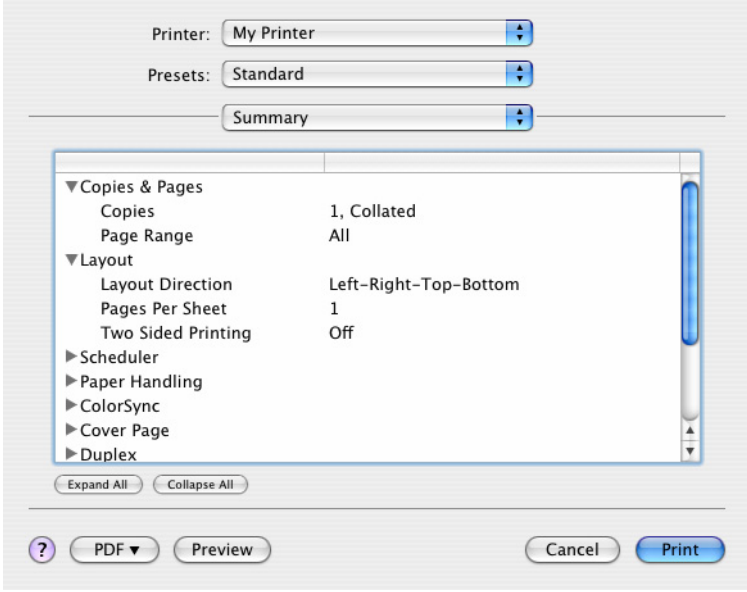 Printer: My Printer
Presets: Standard
Summary
Copies & Pages
Copies 1, Collated
Page Range All
Layout
Layout Direction Left-Right-Top-Bottom
Pages Per Sheet 1
Two Sided Printing Off
Scheduler
Paper Handling
ColorSync
Cover Page
Duplex
Expand All Collapse All
? PDF Preview Cancel Print